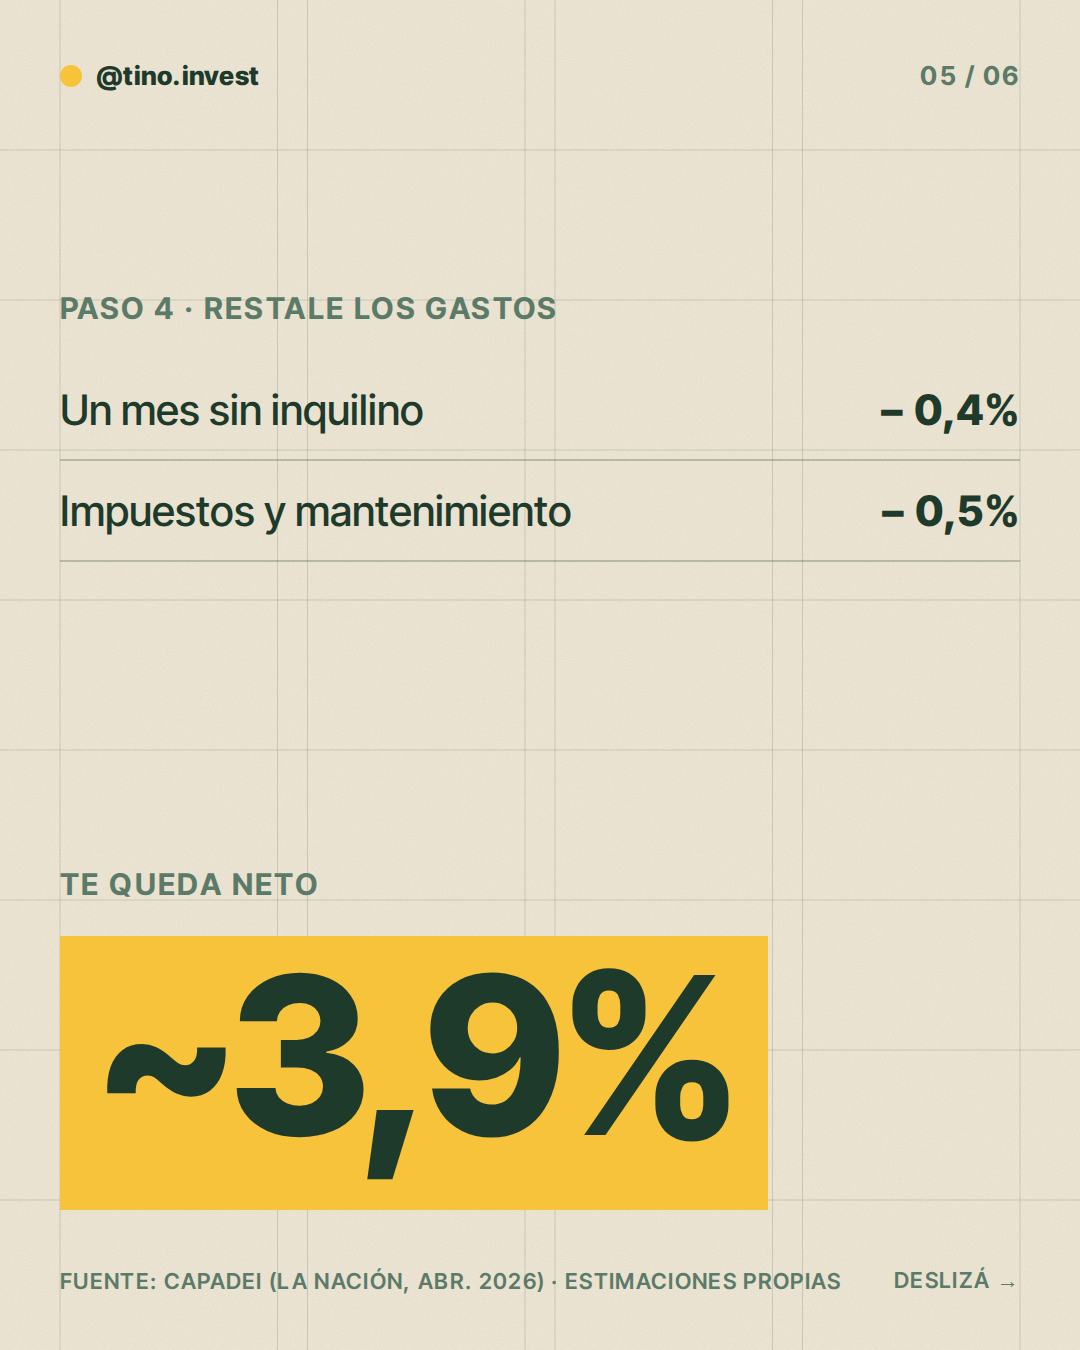 @tino.invest
05 / 06
PASO 4 · RESTALE LOS GASTOS
Un mes sin inquilino – 0,4%
Impuestos y mantenimiento – 0,5%
TE QUEDA NETO
~3,9%
FUENTE: CAPADEI (LA NACIÓN, ABR. 2026) · ESTIMACIONES PROPIAS
DESLIZÁ →